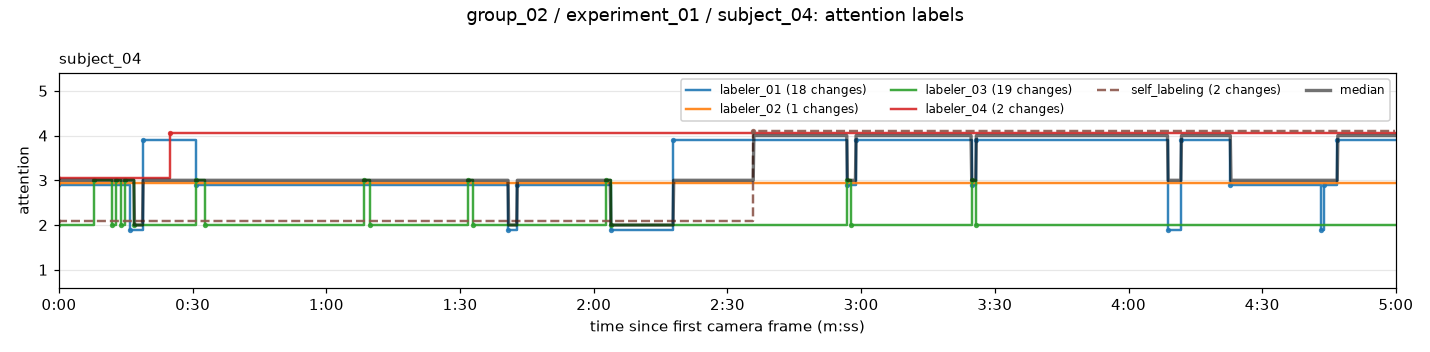 group_02 / experiment_01 / subject_04: attention labels
subject_04
labeler_01 (18 changes)
labeler_02 (1 changes)
labeler_03 (19 changes)
labeler_04 (2 changes)
self_labeling (2 changes)
median
attention
5
4
3
2
1
0:00 0:30 1:00 1:30 2:00 2:30 3:00 3:30 4:00 4:30 5:00
time since first camera frame (m:ss)